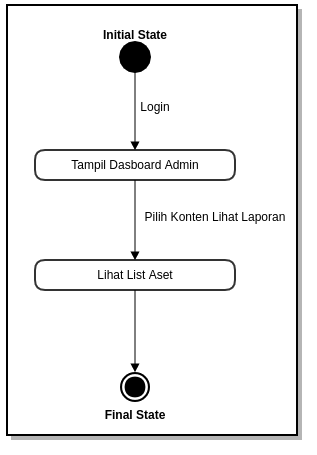 Initial State
Login
Tampil Dasboard Admin
Pilih Konten Lihat Laporan
Lihat List Aset
Final State